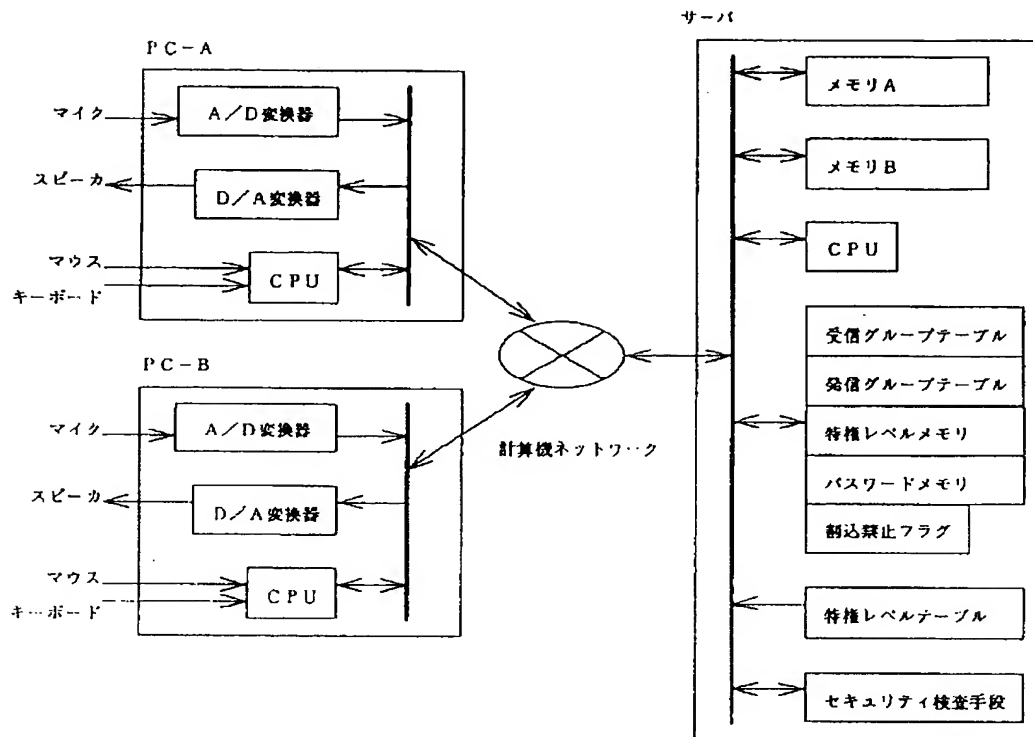 サーバ
PC-A
マイク
A/D変換器
スピーカ
D/A変換器
マウス
CPU
キーボード
PC-B
マイク
A/D変換器
スピーカ
D/A変換器
マウス
CPU
キーボード
計算機ネットワーク
メモリA
メモリB
CPU
受信グループテーブル
発信グループテーブル
特権レベルメモリ
パスワードメモリ
割込禁止フラグ
特権レベルテーブル
セキュリティ検査手段